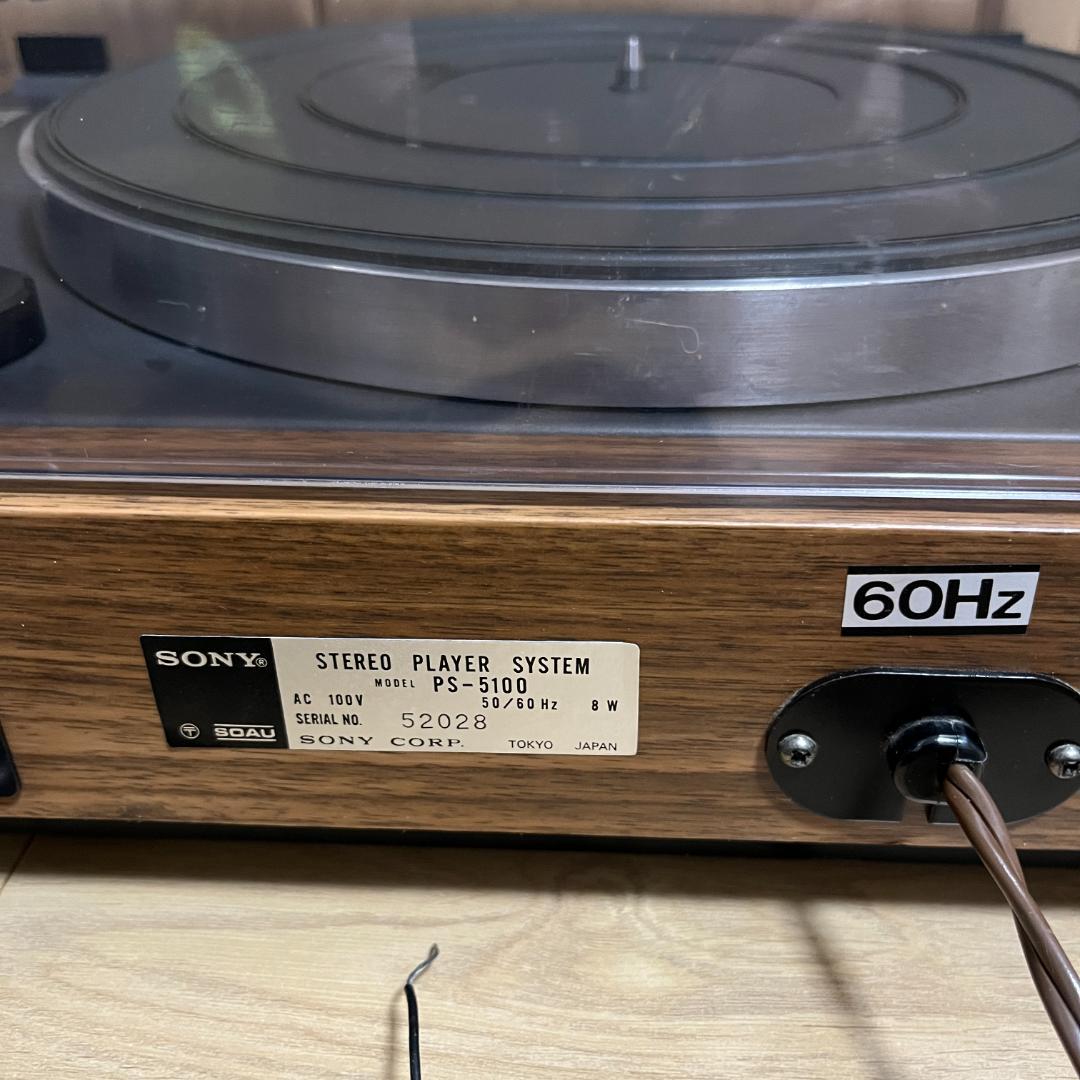 60Hz
SONY®
STEREO PLAYER SYSTEM
MODEL PS-5100
AC 100V 50/60Hz 8W
SERIAL NO. 52028
T SOAU
SONY CORP. TOKYO JAPAN